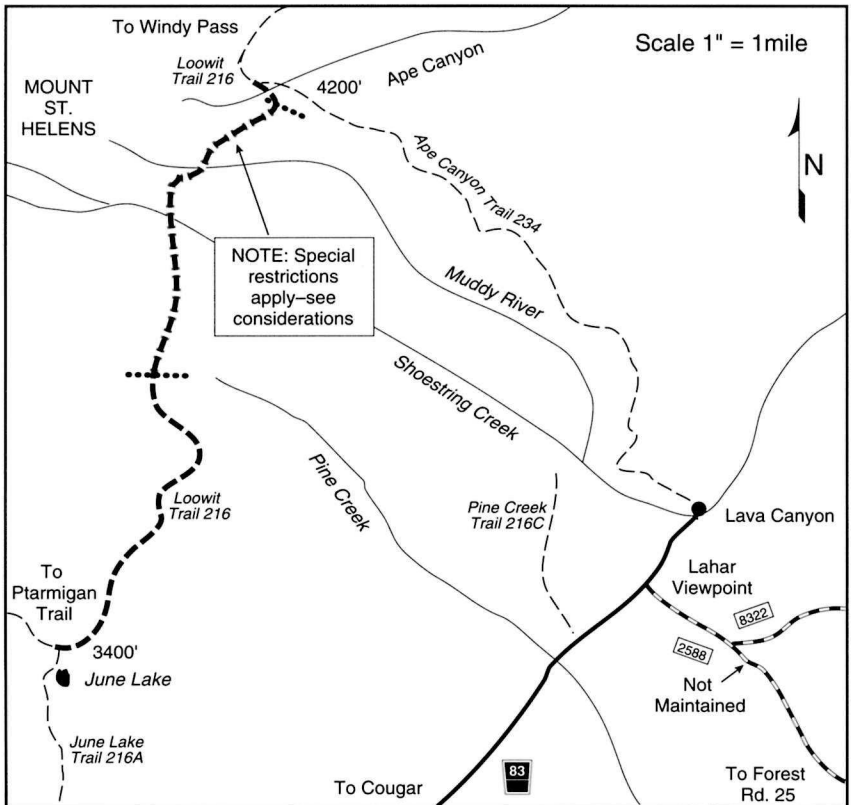 To Windy Pass
Scale 1" = 1mile
Loowit
Trail 216
Ape Canyon
4200'
MOUNT
ST.
HELENS
N
Ape Canyon Trail 234
NOTE: Special
restrictions
apply–see
considerations
Muddy River
Shoestring Creek
Pine Creek
Loowit
Trail 216
Pine Creek
Trail 216C
Lava Canyon
To
Ptarmigan
Trail
Lahar
Viewpoint
8322
2588
3400'
June Lake
Not
Maintained
June Lake
Trail 216A
83
To Cougar
To Forest
Rd. 25